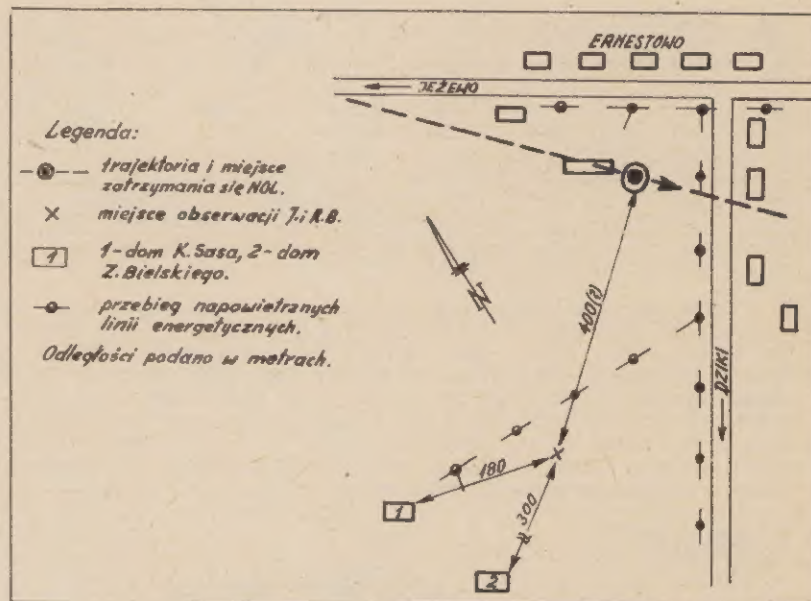 ERNESTOWO
JEŻEWO
Legenda:
trajektoria i miejsce
zatrzymania się NOL.
miejsce obserwacji J.i A.B.
1 1-dom K.Sasa, 2-dom
Z.Bielskiego.
przebieg napowietrznych
linii energetycznych.
Odległości podano w metrach.
N
400(?)
DZIKI
180
≈ 300
1
2